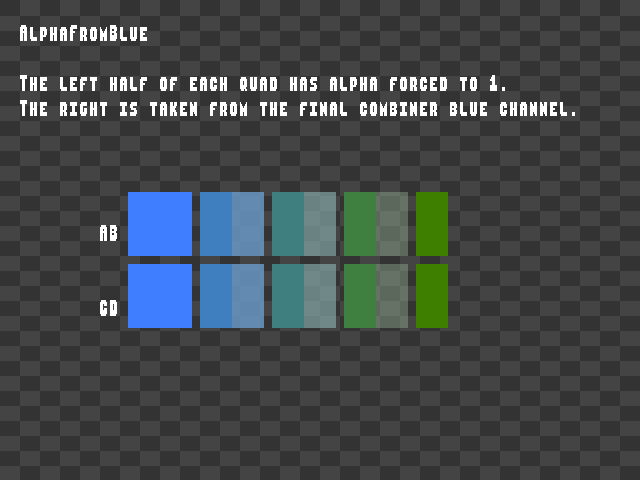 AlphaFromBlue
The left half of each quad has alpha forced to 1.
The right is taken from the final combiner blue channel.
AB
CD